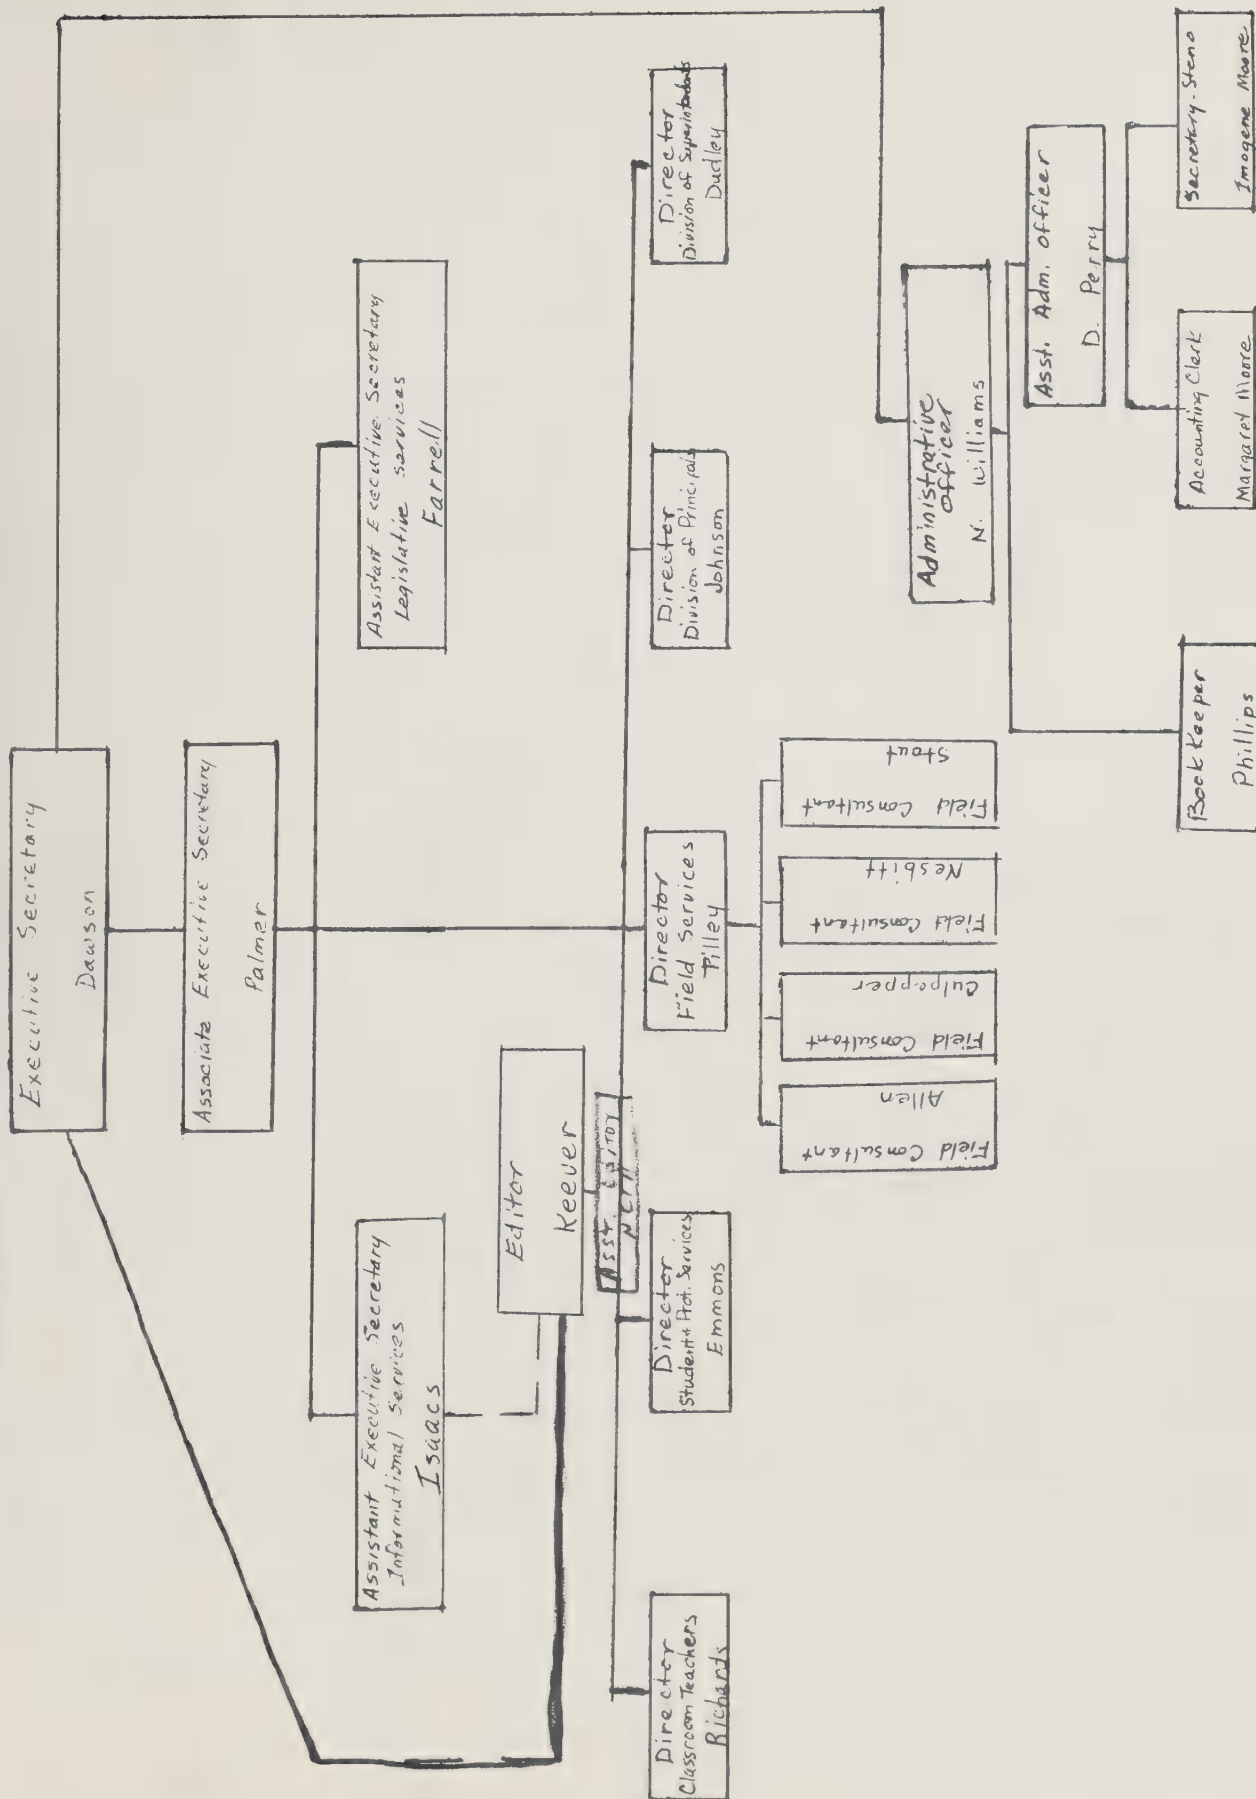 Executive Secretary
Dawson
Associate Executive Secretary
Palmer
Assistant Executive Secretary
Informational Services
Isaacs
Assistant Executive Secretary
Legislative services
Farrell
Editor
Keever
Asst. Editor
Director
Classroom Teachers
Richards
Director
Student + Prof. Services
Emmons
Director
Field Services
Pilley
Director
Division of Principals
Johnson
Director
Division of Superintendents
Dudley
Field Consultant
Allen
Field Consultant
Culpepper
Field Consultant
Nesbitt
Field Consultant
Stout
Administrative
officer
N. Williams
Asst. Adm. officer
D. Perry
Book Keeper
Phillips
Accounting Clerk
Margaret Moore
Secretary-Steno
Imogene Moore